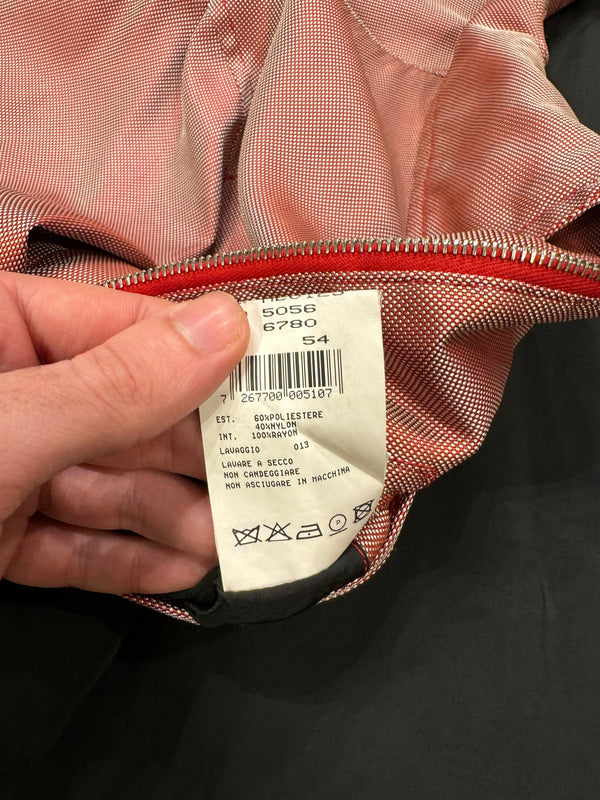 5056
6780
54
7 267700 005107
EST. 60%POLIESTERE
40%NYLON
INT. 100%RAYON
LAVAGGIO 013
LAVARE A SECCO
NON CANDEGGIARE
NON ASCIUGARE IN MACCHINA
P